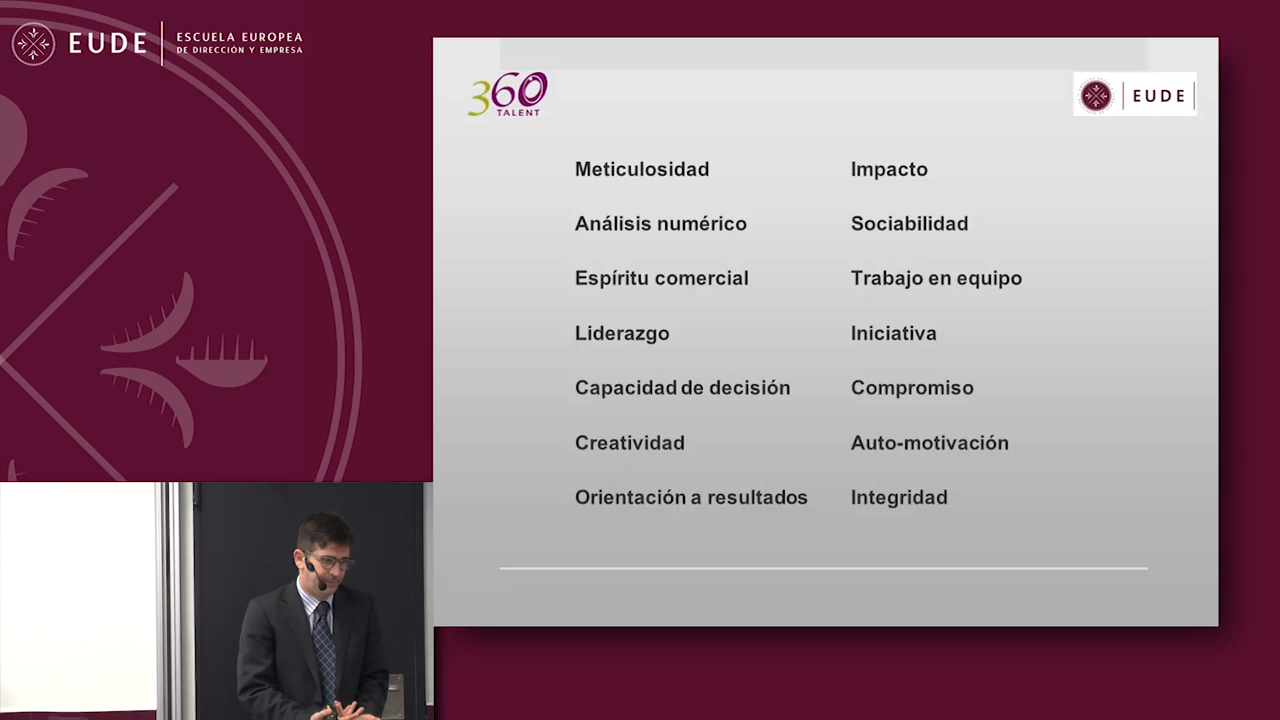 EUDE
ESCUELA EUROPEA
DE DIRECCIÓN Y EMPRESA
360
TALENT
EUDE
Meticulosidad
Impacto
Análisis numérico
Sociabilidad
Espíritu comercial
Trabajo en equipo
Liderazgo
Iniciativa
Capacidad de decisión
Compromiso
Creatividad
Auto-motivación
Orientación a resultados
Integridad